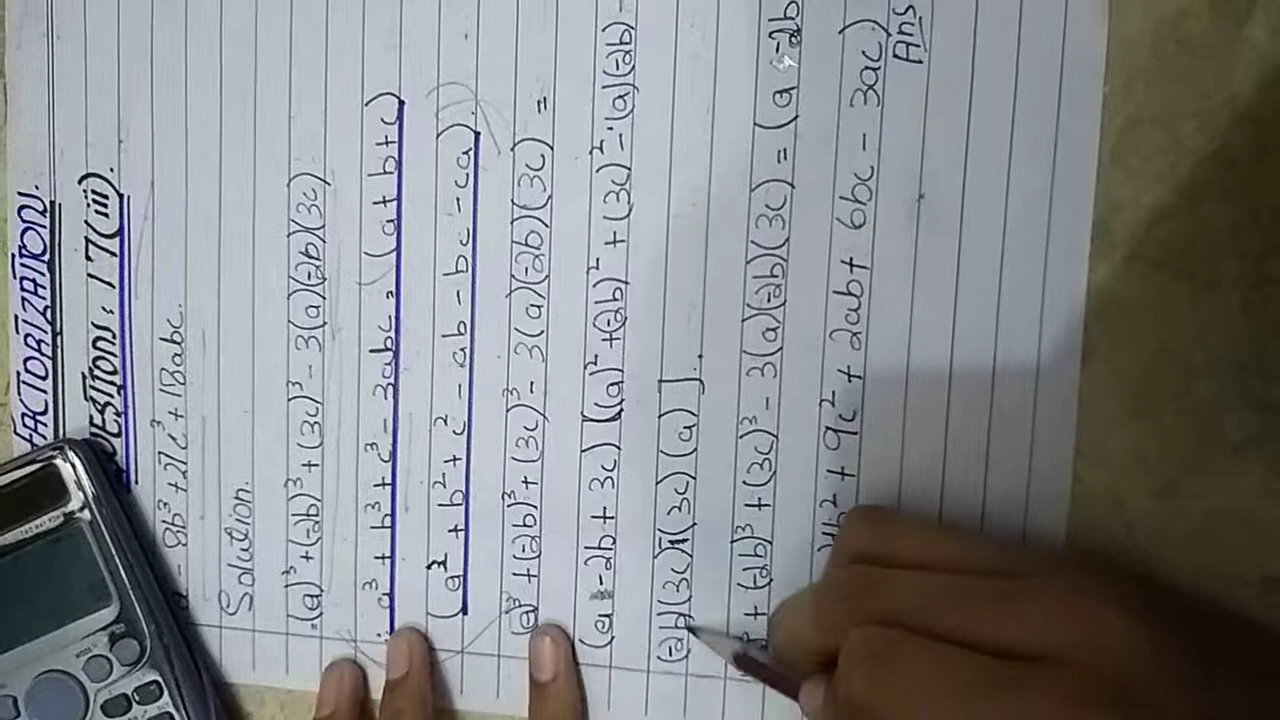 FACTORIZATION.
QUESTION: 17(iii).
- 8b³ + 27c³ + 18abc.
Solution.
= (a)³ + (-2b)³ + (3c)³ - 3(a)(-2b)(3c)
∴ a³ + b³ + c³ - 3abc = (a + b + c)
(a² + b² + c² - ab - bc - ca).
(a)³ + (-2b)³ + (3c)³ - 3(a)(-2b)(3c) =
(a - 2b + 3c) [(a)² + (-2b)² + (3c)² - (a)(-2b) -
(-2b)(3c) - (3c)(a)].
³ + (-2b)³ + (3c)³ - 3(a)(-2b)(3c) = (a - 2b
4b² + 9c² + 2ab + 6bc - 3ac)
Ans